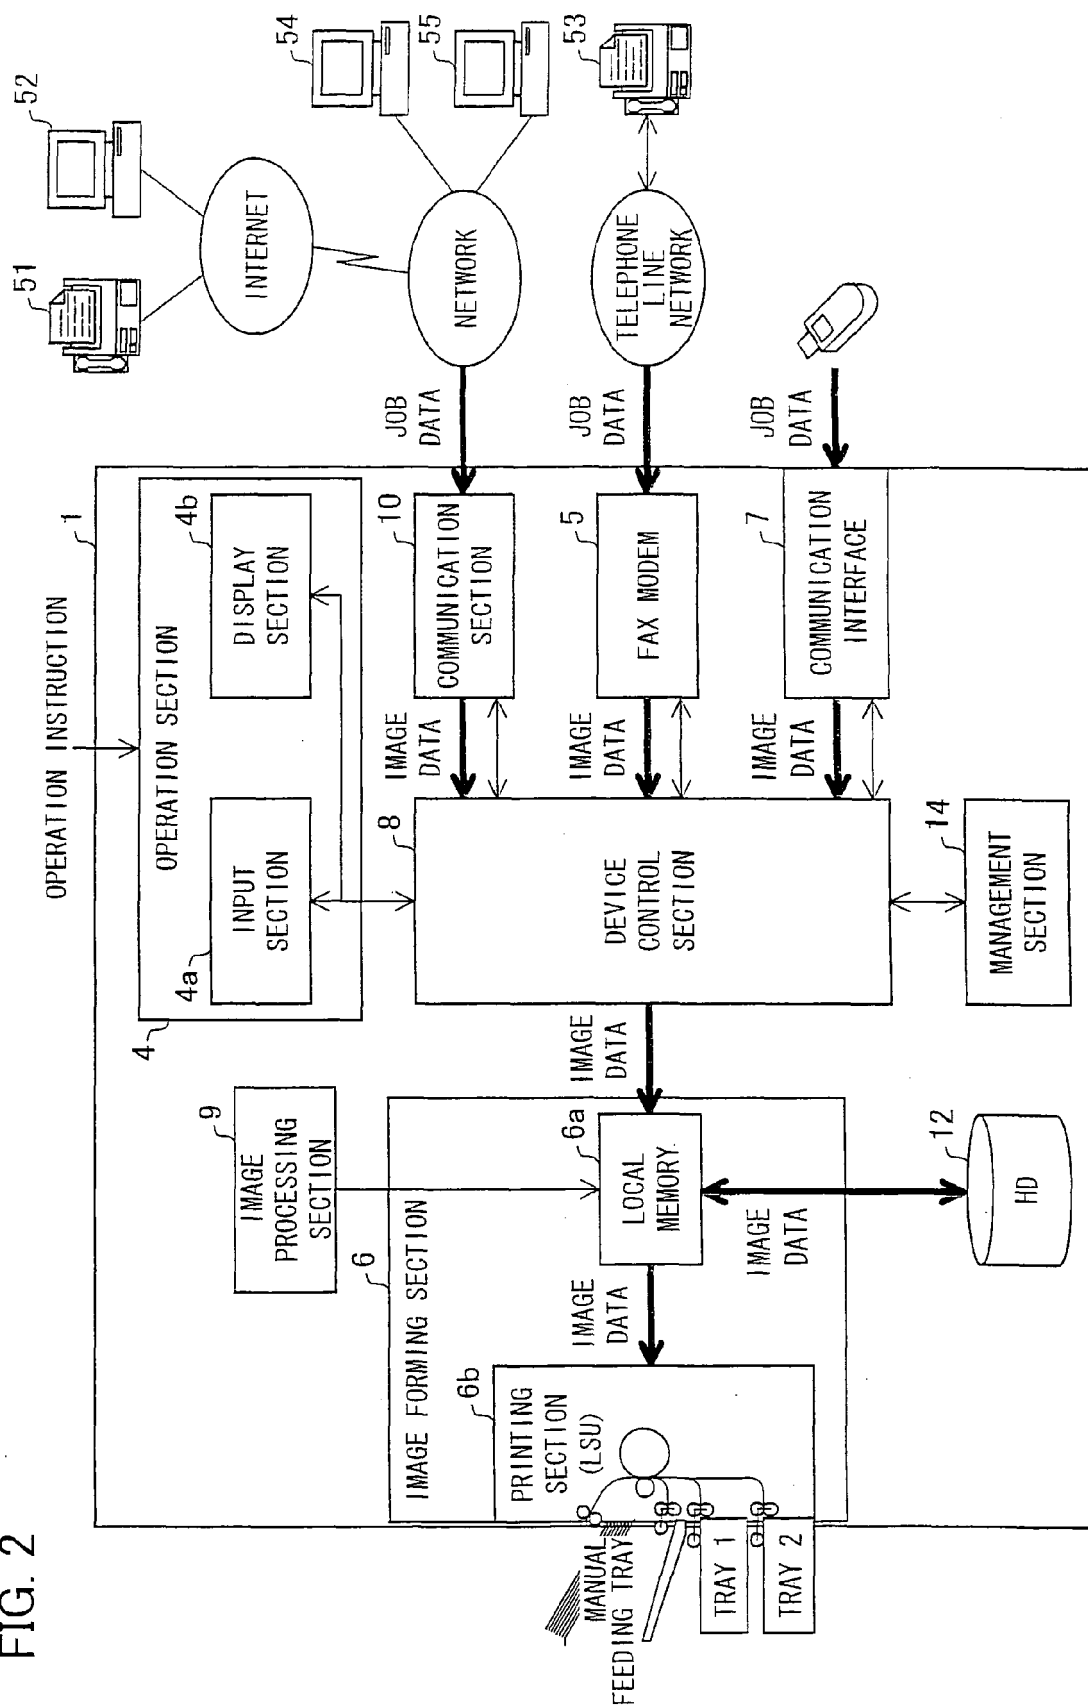 FIG. 2
OPERATION INSTRUCTION
1
4
OPERATION SECTION
4a
INPUT
SECTION
4b
DISPLAY
SECTION
9
IMAGE
PROCESSING
SECTION
6
IMAGE FORMING SECTION
6b
PRINTING
SECTION
(LSU)
MANUAL
FEEDING TRAY
TRAY 1
TRAY 2
IMAGE
DATA
6a
LOCAL
MEMORY
IMAGE
DATA
12
HD
IMAGE
DATA
8
DEVICE
CONTROL
SECTION
14
MANAGEMENT
SECTION
IMAGE
DATA
10
COMMUNICATION
SECTION
JOB
DATA
NETWORK
INTERNET
51
52
54
55
IMAGE
DATA
5
FAX MODEM
JOB
DATA
TELEPHONE
LINE
NETWORK
53
IMAGE
DATA
7
COMMUNICATION
INTERFACE
JOB
DATA